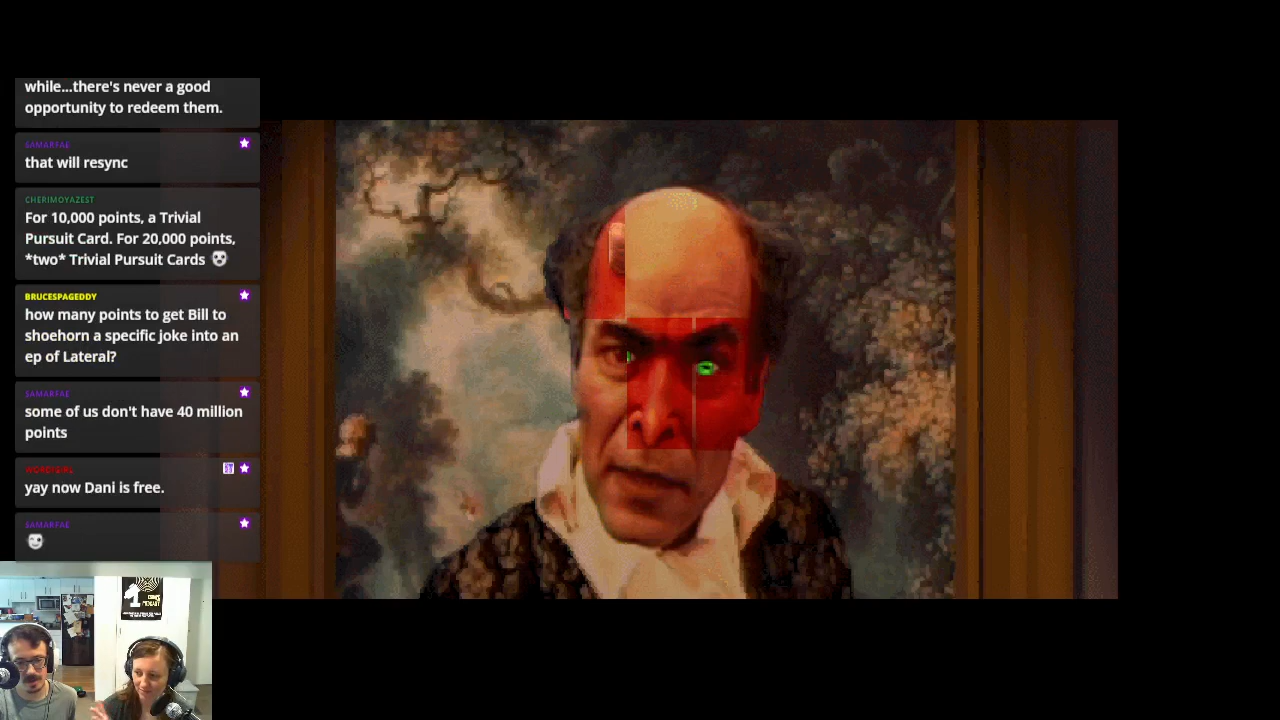 while...there's never a good
opportunity to redeem them.
SAMARFAE
that will resync
CHERIMOYAZEST
For 10,000 points, a Trivial
Pursuit Card. For 20,000 points,
*two* Trivial Pursuit Cards
BRUCESPAGEDDY
how many points to get Bill to
shoehorn a specific joke into an
ep of Lateral?
SAMARFAE
some of us don't have 40 million
points
yay now Dani is free.
SAMARFAE